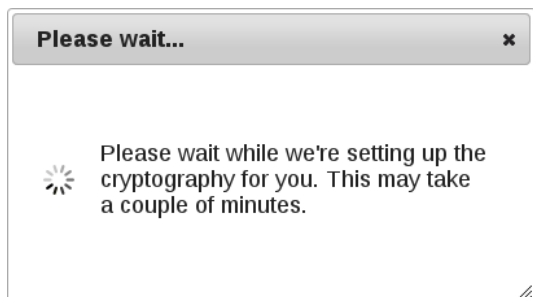 Please wait...
Please wait while we're setting up the
cryptography for you. This may take
a couple of minutes.